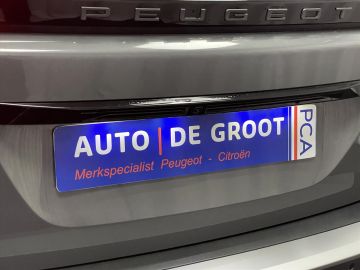 PEUGEOT
AUTO | DE GROOT
Merkspecialist Peugeot - Citroën
PCA